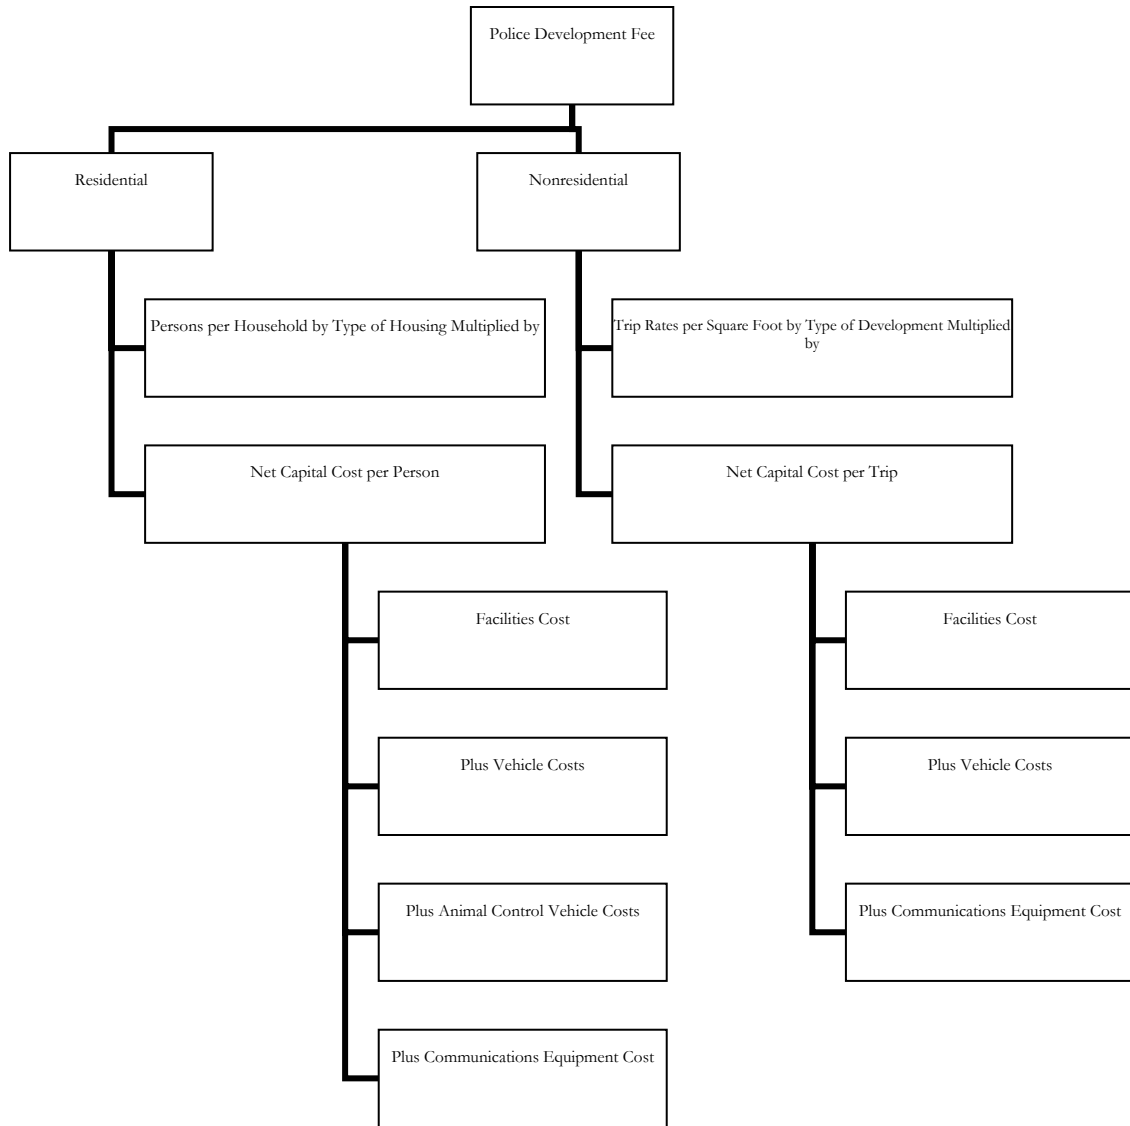 Police Development Fee
Residential
Nonresidential
Persons per Household by Type of Housing Multiplied by
Trip Rates per Square Foot by Type of Development Multiplied
by
Net Capital Cost per Person
Net Capital Cost per Trip
Facilities Cost
Facilities Cost
Plus Vehicle Costs
Plus Vehicle Costs
Plus Animal Control Vehicle Costs
Plus Communications Equipment Cost
Plus Communications Equipment Cost